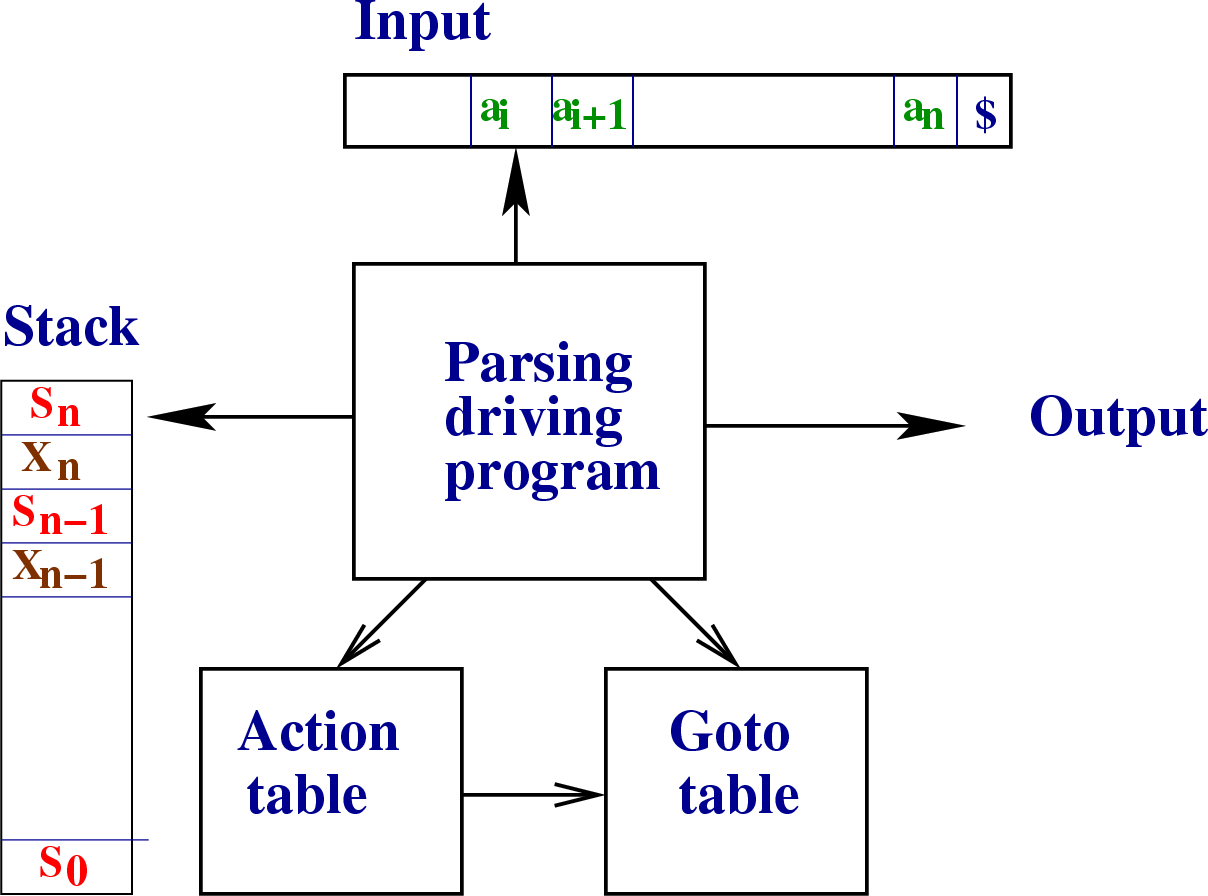 Input
ai ai+1 an $
Stack
Sn
Xn
Sn−1
Xn−1
S0
Parsing
driving
program
Output
Action
table
Goto
table